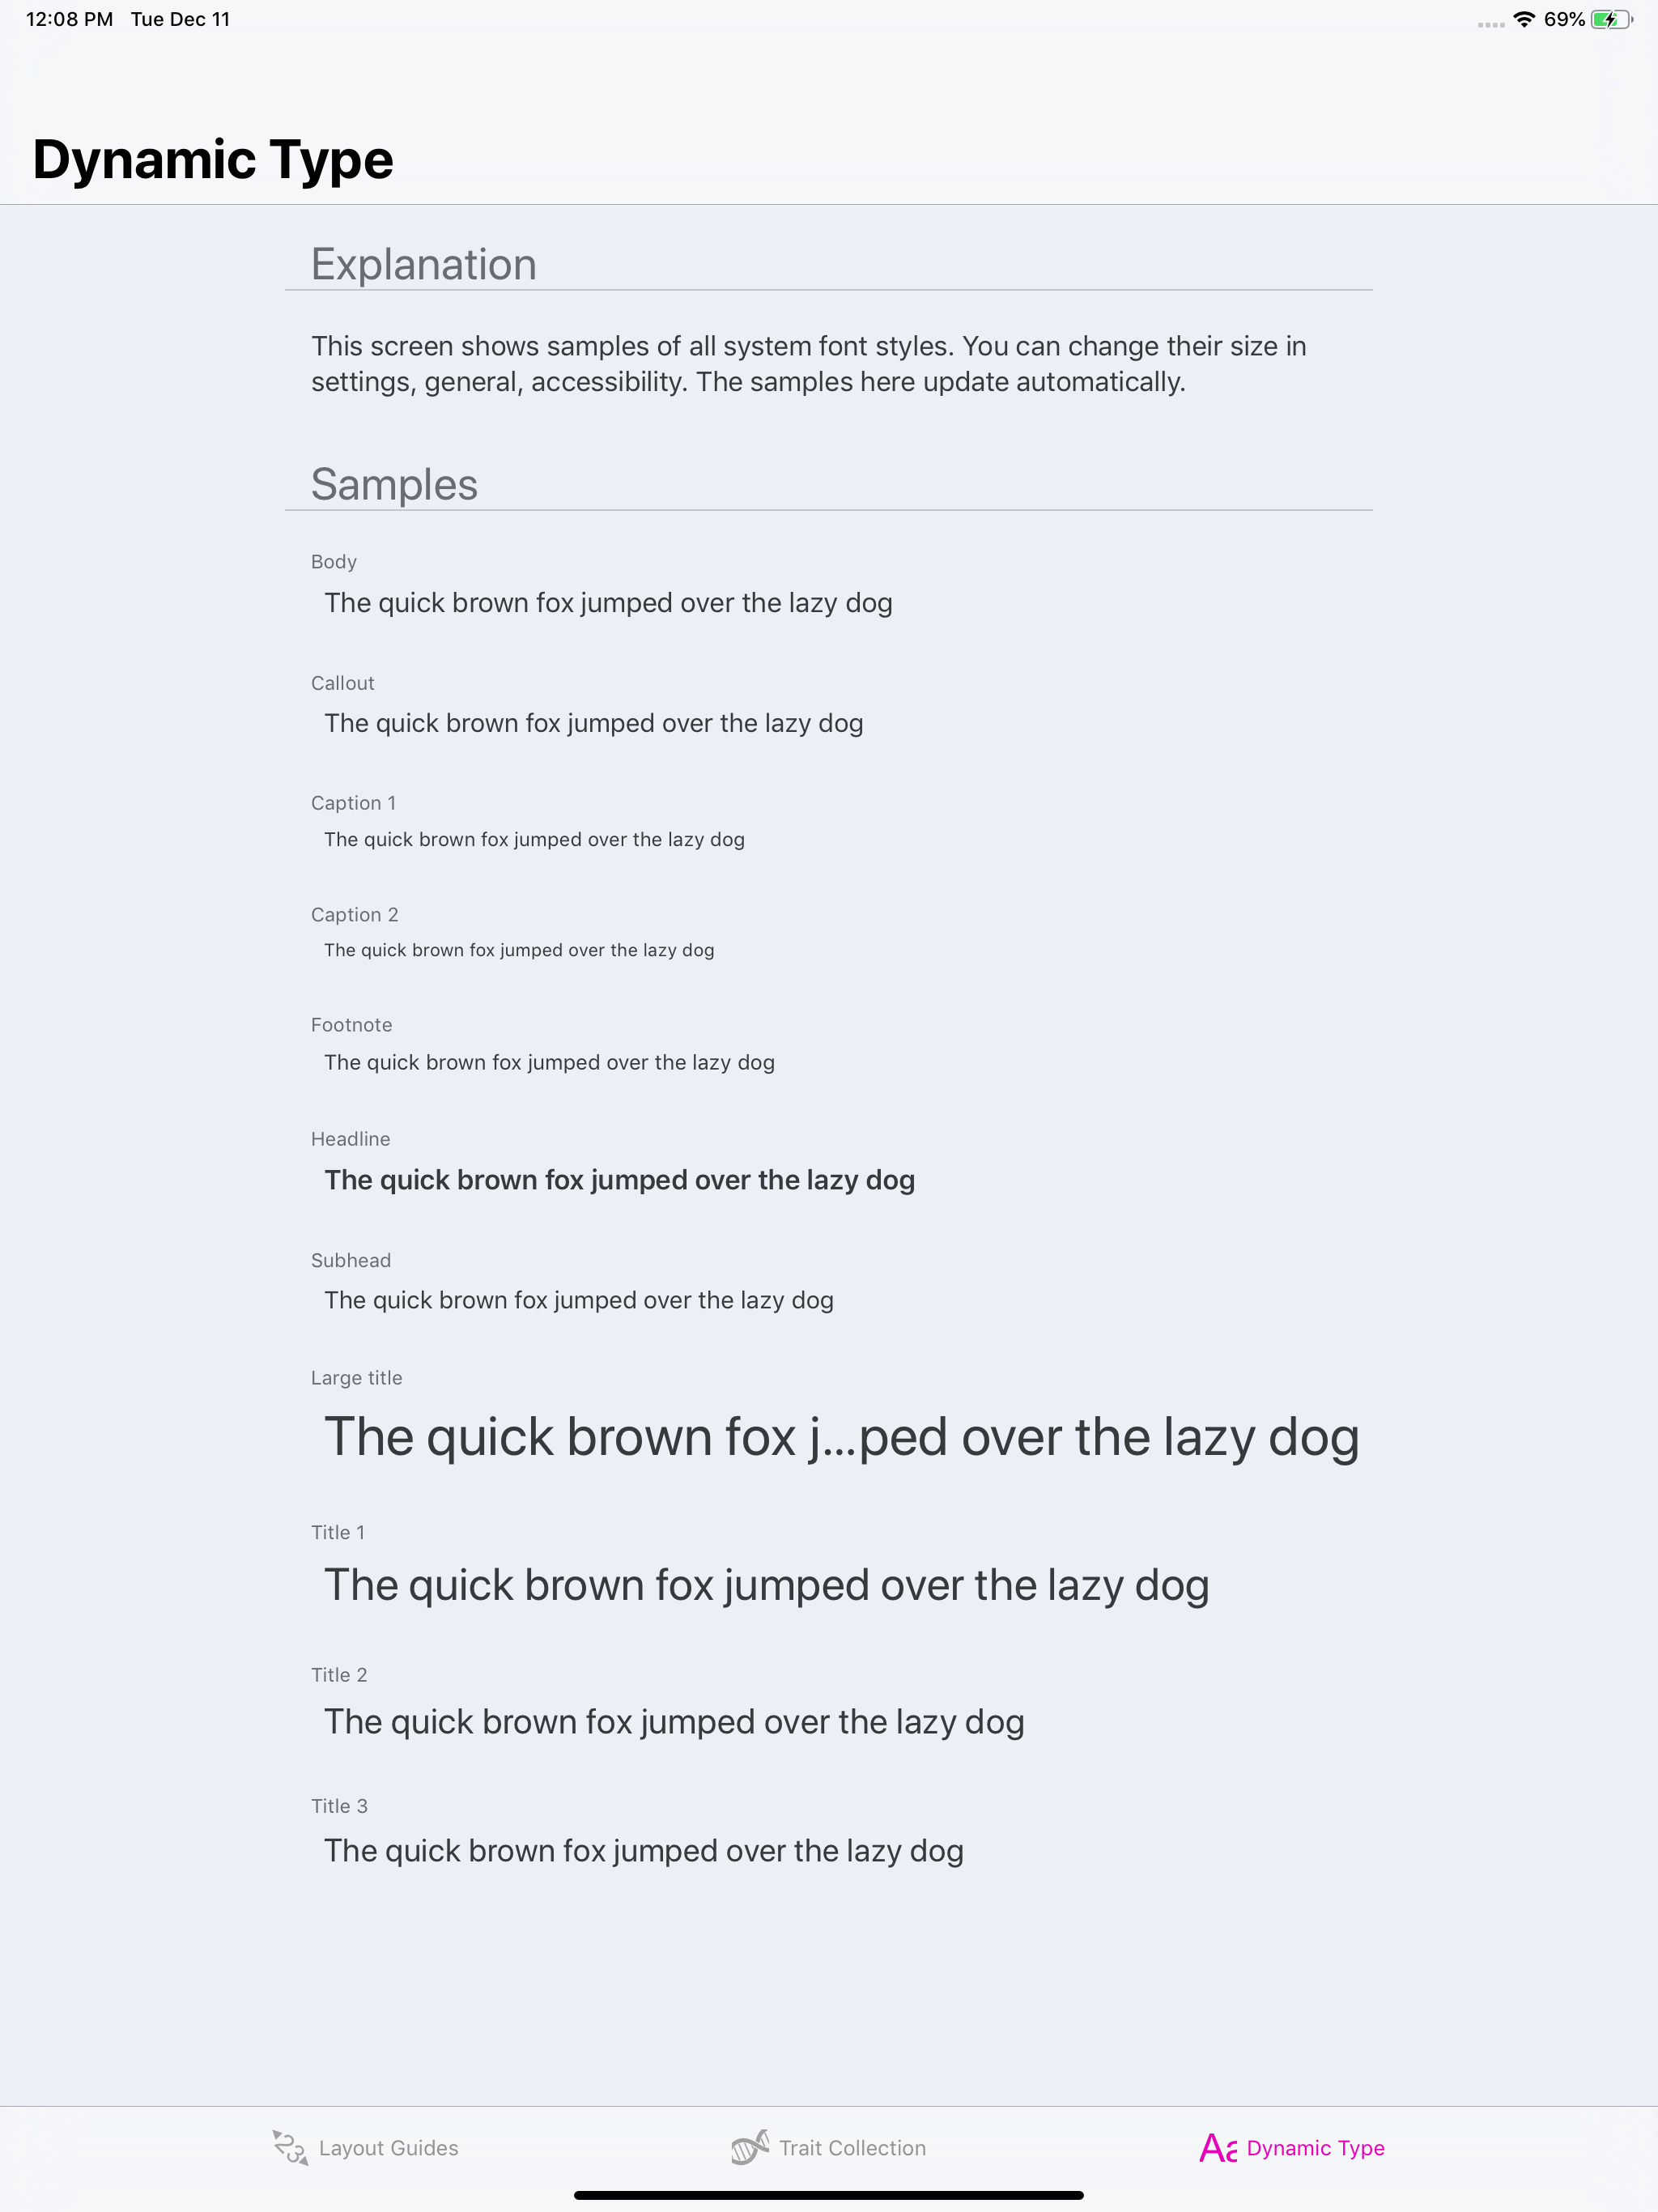 12:08 PM Tue Dec 11 69%
Dynamic Type
Explanation
This screen shows samples of all system font styles. You can change their size in
settings, general, accessibility. The samples here update automatically.
Samples
Body
The quick brown fox jumped over the lazy dog
Callout
The quick brown fox jumped over the lazy dog
Caption 1
The quick brown fox jumped over the lazy dog
Caption 2
The quick brown fox jumped over the lazy dog
Footnote
The quick brown fox jumped over the lazy dog
Headline
The quick brown fox jumped over the lazy dog
Subhead
The quick brown fox jumped over the lazy dog
Large title
The quick brown fox j...ped over the lazy dog
Title 1
The quick brown fox jumped over the lazy dog
Title 2
The quick brown fox jumped over the lazy dog
Title 3
The quick brown fox jumped over the lazy dog
123 Layout Guides Trait Collection Aa Dynamic Type